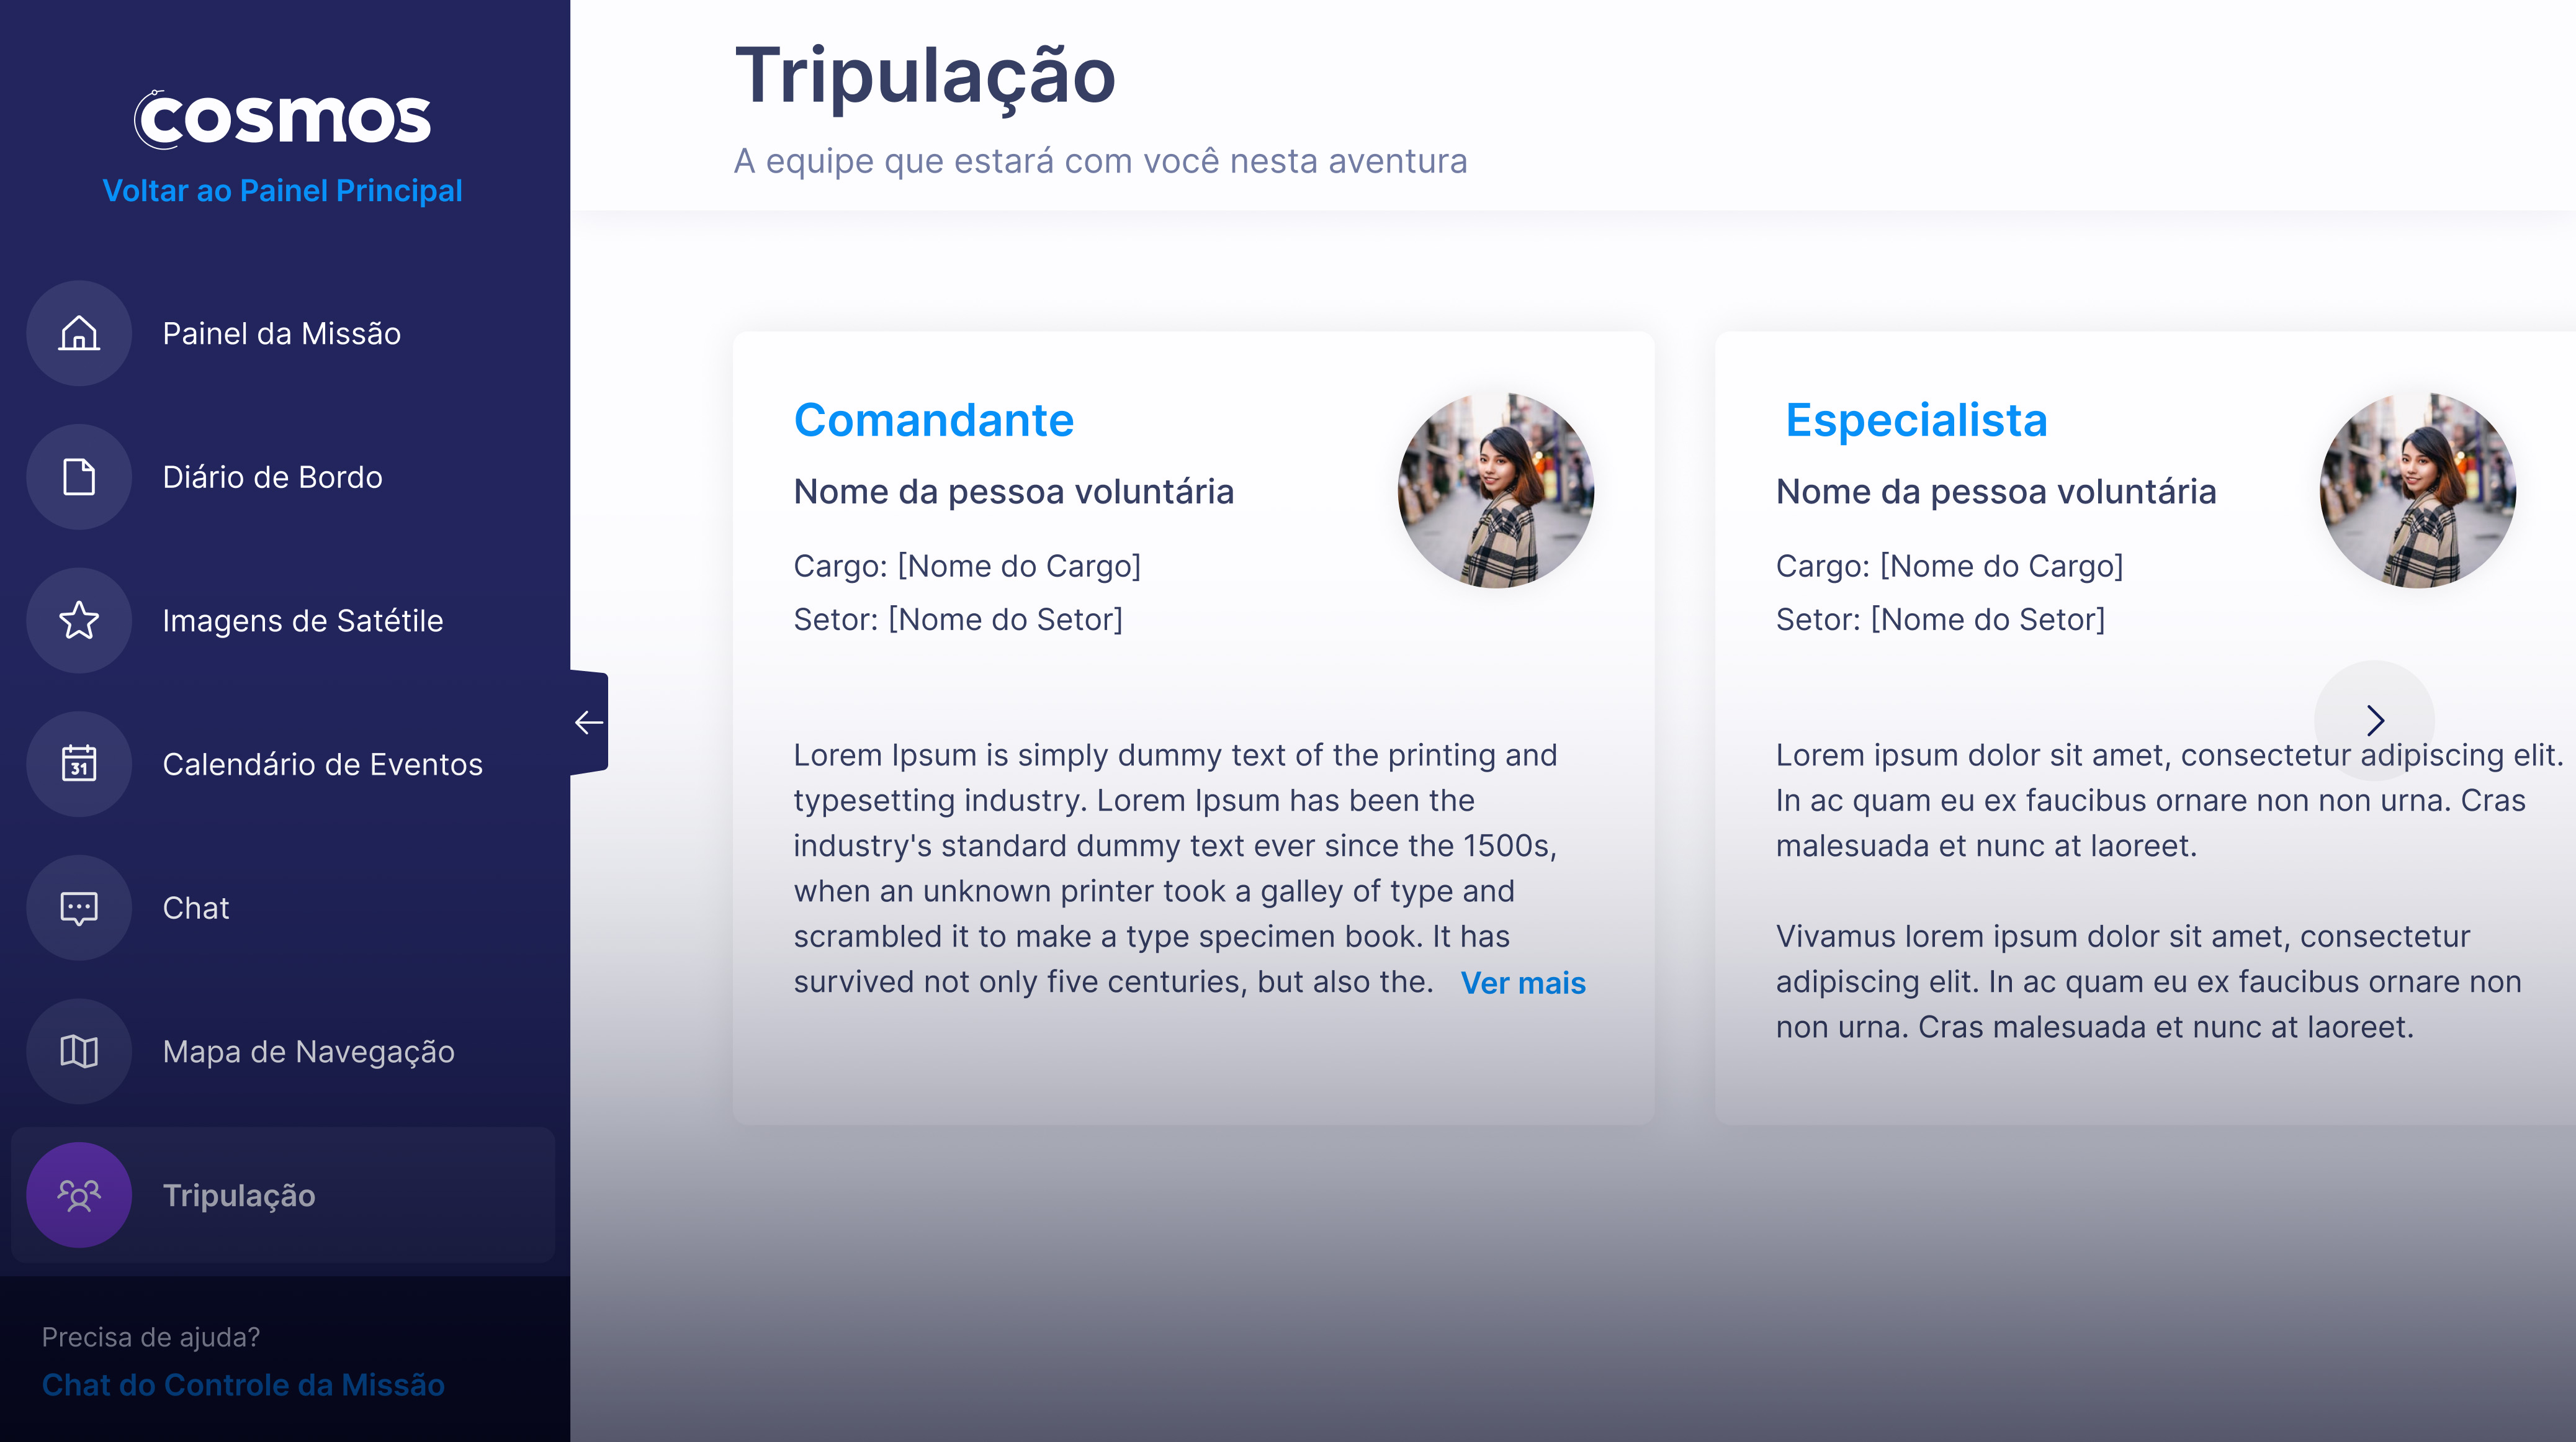 cosmos
Voltar ao Painel Principal
Painel da Missão
Diário de Bordo
Imagens de Satétile
31
Calendário de Eventos
Chat
Mapa de Navegação
Tripulação
Precisa de ajuda?
Chat do Controle da Missão
Tripulação
A equipe que estará com você nesta aventura
Comandante
Nome da pessoa voluntária
Cargo: [Nome do Cargo]
Setor: [Nome do Setor]
Lorem Ipsum is simply dummy text of the printing and
typesetting industry. Lorem Ipsum has been the
industry's standard dummy text ever since the 1500s,
when an unknown printer took a galley of type and
scrambled it to make a type specimen book. It has
survived not only five centuries, but also the. Ver mais
Especialista
Nome da pessoa voluntária
Cargo: [Nome do Cargo]
Setor: [Nome do Setor]
Lorem ipsum dolor sit amet, consectetur adipiscing elit.
In ac quam eu ex faucibus ornare non non urna. Cras
malesuada et nunc at laoreet.
Vivamus lorem ipsum dolor sit amet, consectetur
adipiscing elit. In ac quam eu ex faucibus ornare non
non urna. Cras malesuada et nunc at laoreet.